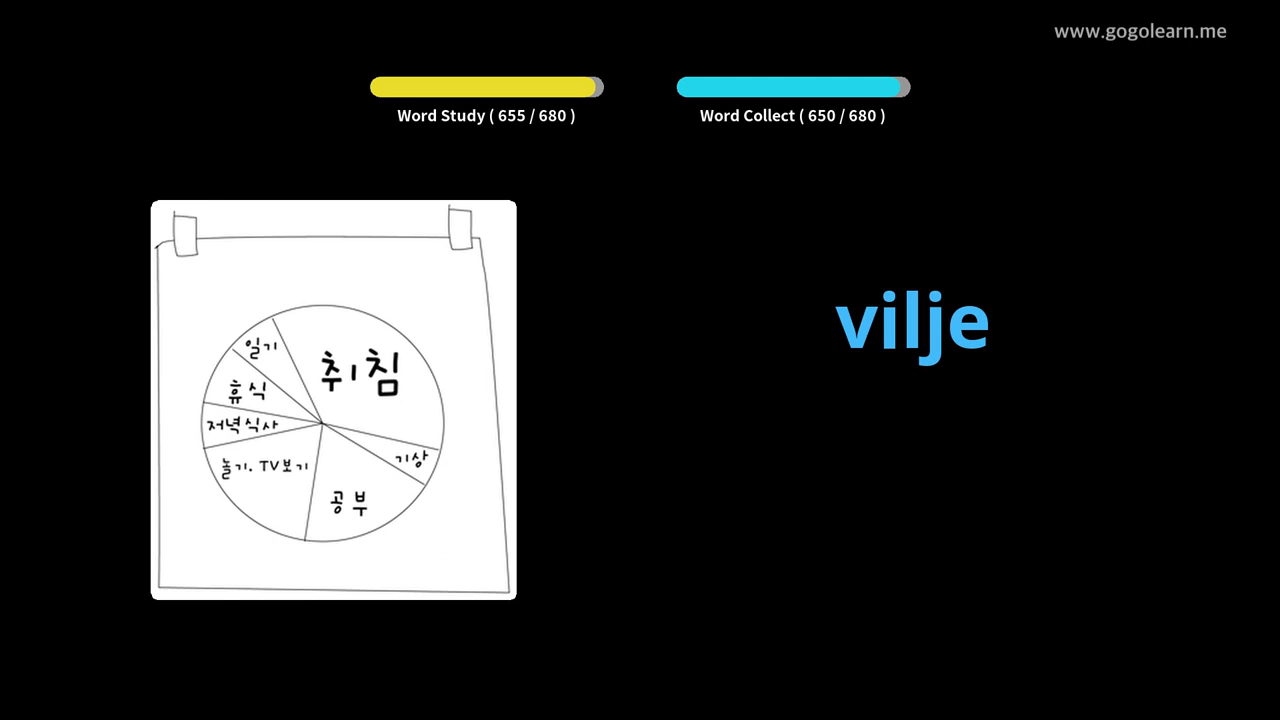 www.gogolearn.me
Word Study ( 655 / 680 )
Word Collect ( 650 / 680 )
vilje
일기
취침
휴식
저녁식사
놀기. TV보기
기상
공부